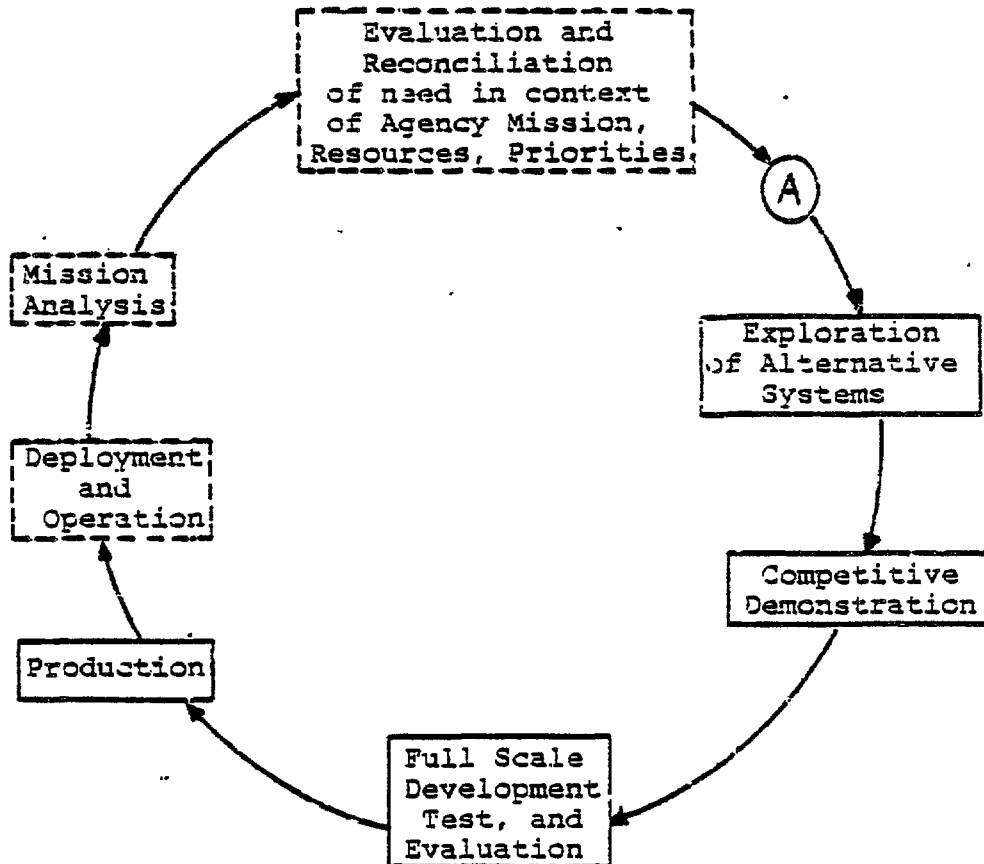 Evaluation and
Reconciliation
of need in context
of Agency Mission,
Resources, Priorities
A
Exploration
of Alternative
Systems
Competitive
Demonstration
Full Scale
Development
Test, and
Evaluation
Production
Deployment
and
Operation
Mission
Analysis